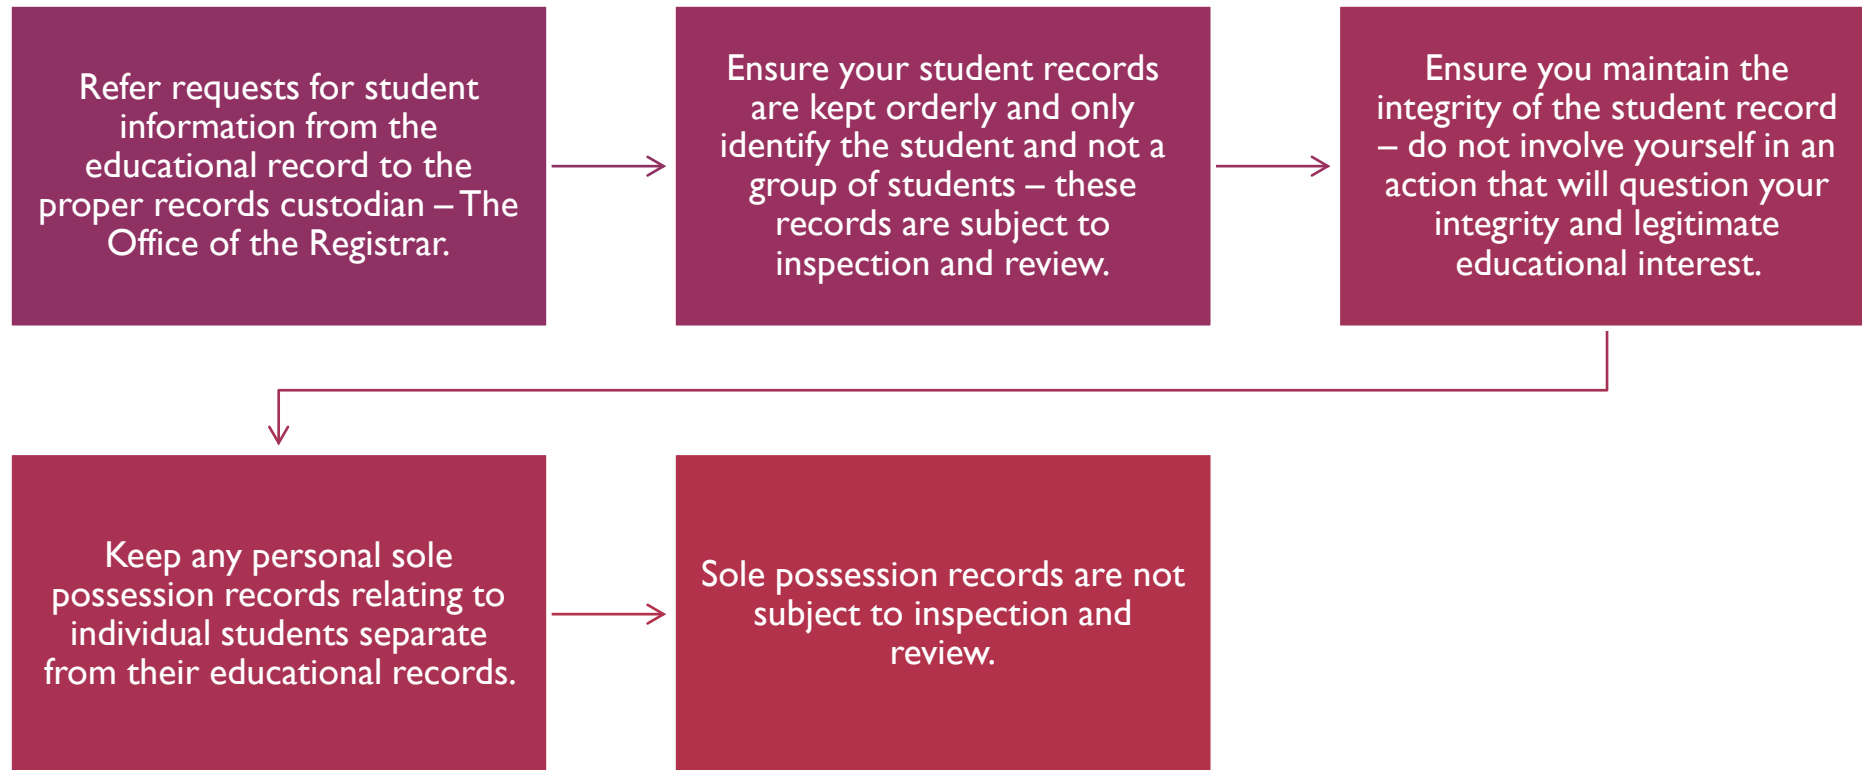 Refer requests for student
information from the
educational record to the
proper records custodian – The
Office of the Registrar.
Ensure your student records
are kept orderly and only
identify the student and not a
group of students – these
records are subject to
inspection and review.
Ensure you maintain the
integrity of the student record
– do not involve yourself in an
action that will question your
integrity and legitimate
educational interest.
Keep any personal sole
possession records relating to
individual students separate
from their educational records.
Sole possession records are not
subject to inspection and
review.